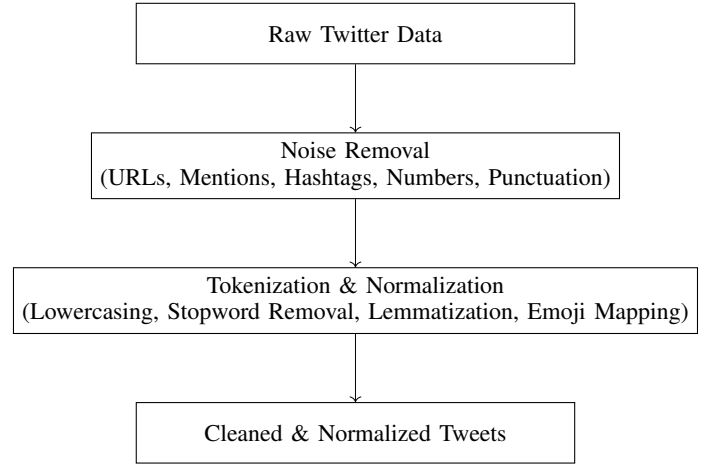 Raw Twitter Data
Noise Removal
(URLs, Mentions, Hashtags, Numbers, Punctuation)
Tokenization & Normalization
(Lowercasing, Stopword Removal, Lemmatization, Emoji Mapping)
Cleaned & Normalized Tweets